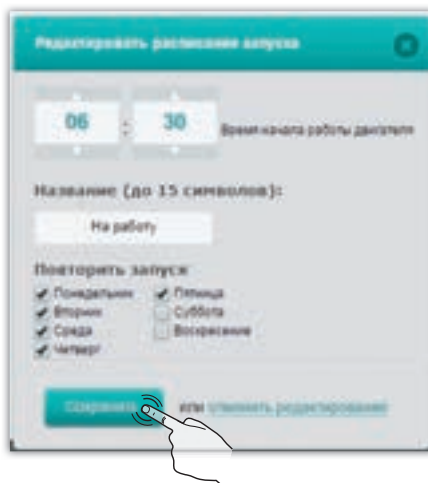 Редактировать расписание запуска
06 : 30 Время начала работы двигателя
Название (до 15 символов):
На работу
Повторить запуск
Понедельник Пятница
Вторник Суббота
Среда Воскресение
Четверг
Сохранить или отменить редактирование